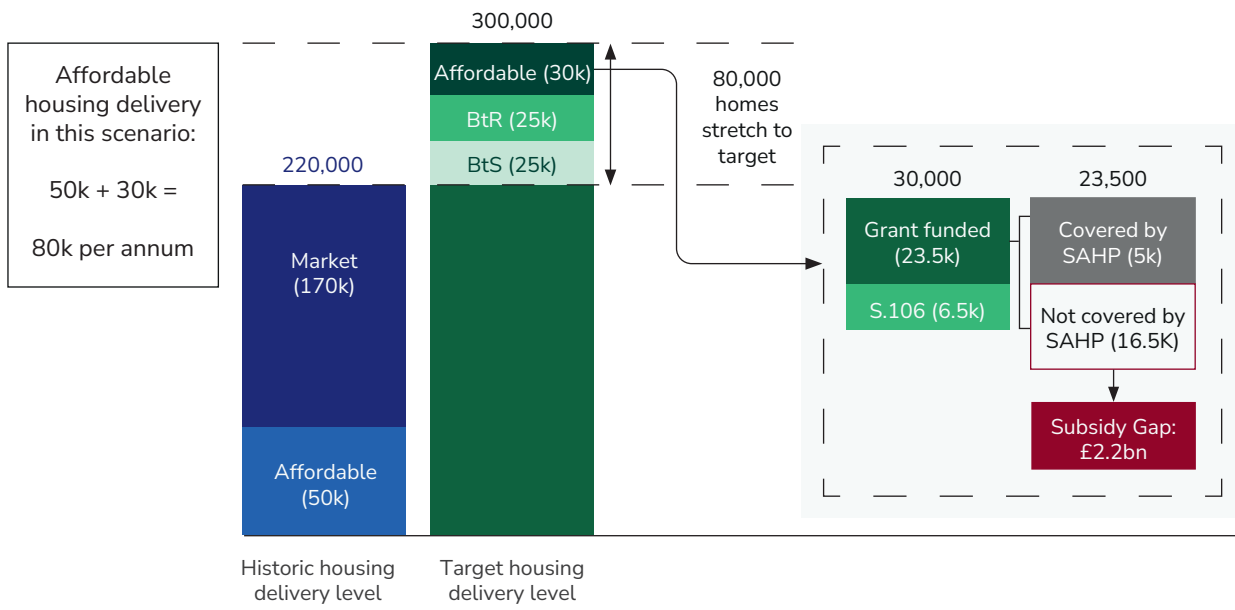 Affordable
housing delivery
in this scenario:
50k + 30k =
80k per annum
220,000
Market
(170k)
Affordable
(50k)
Historic housing
delivery level
300,000
Affordable (30k)
BtR (25k)
BtS (25k)
Target housing
delivery level
80,000
homes
stretch to
target
30,000
Grant funded
(23.5k)
S.106 (6.5k)
23,500
Covered by
SAHP (5k)
Not covered by
SAHP (16.5K)
Subsidy Gap:
£2.2bn